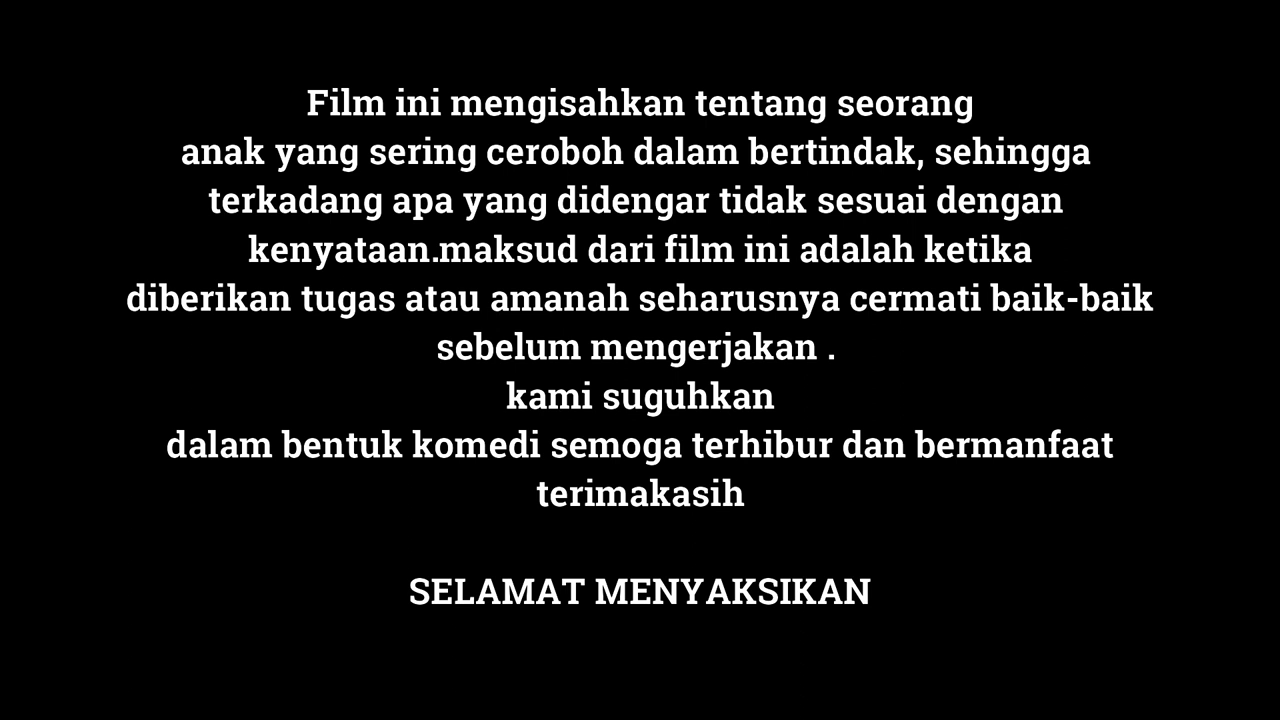 Film ini mengisahkan tentang seorang
anak yang sering ceroboh dalam bertindak, sehingga
terkadang apa yang didengar tidak sesuai dengan
kenyataan.maksud dari film ini adalah ketika
diberikan tugas atau amanah seharusnya cermati baik-baik
sebelum mengerjakan .
kami suguhkan
dalam bentuk komedi semoga terhibur dan bermanfaat
terimakasih
SELAMAT MENYAKSIKAN